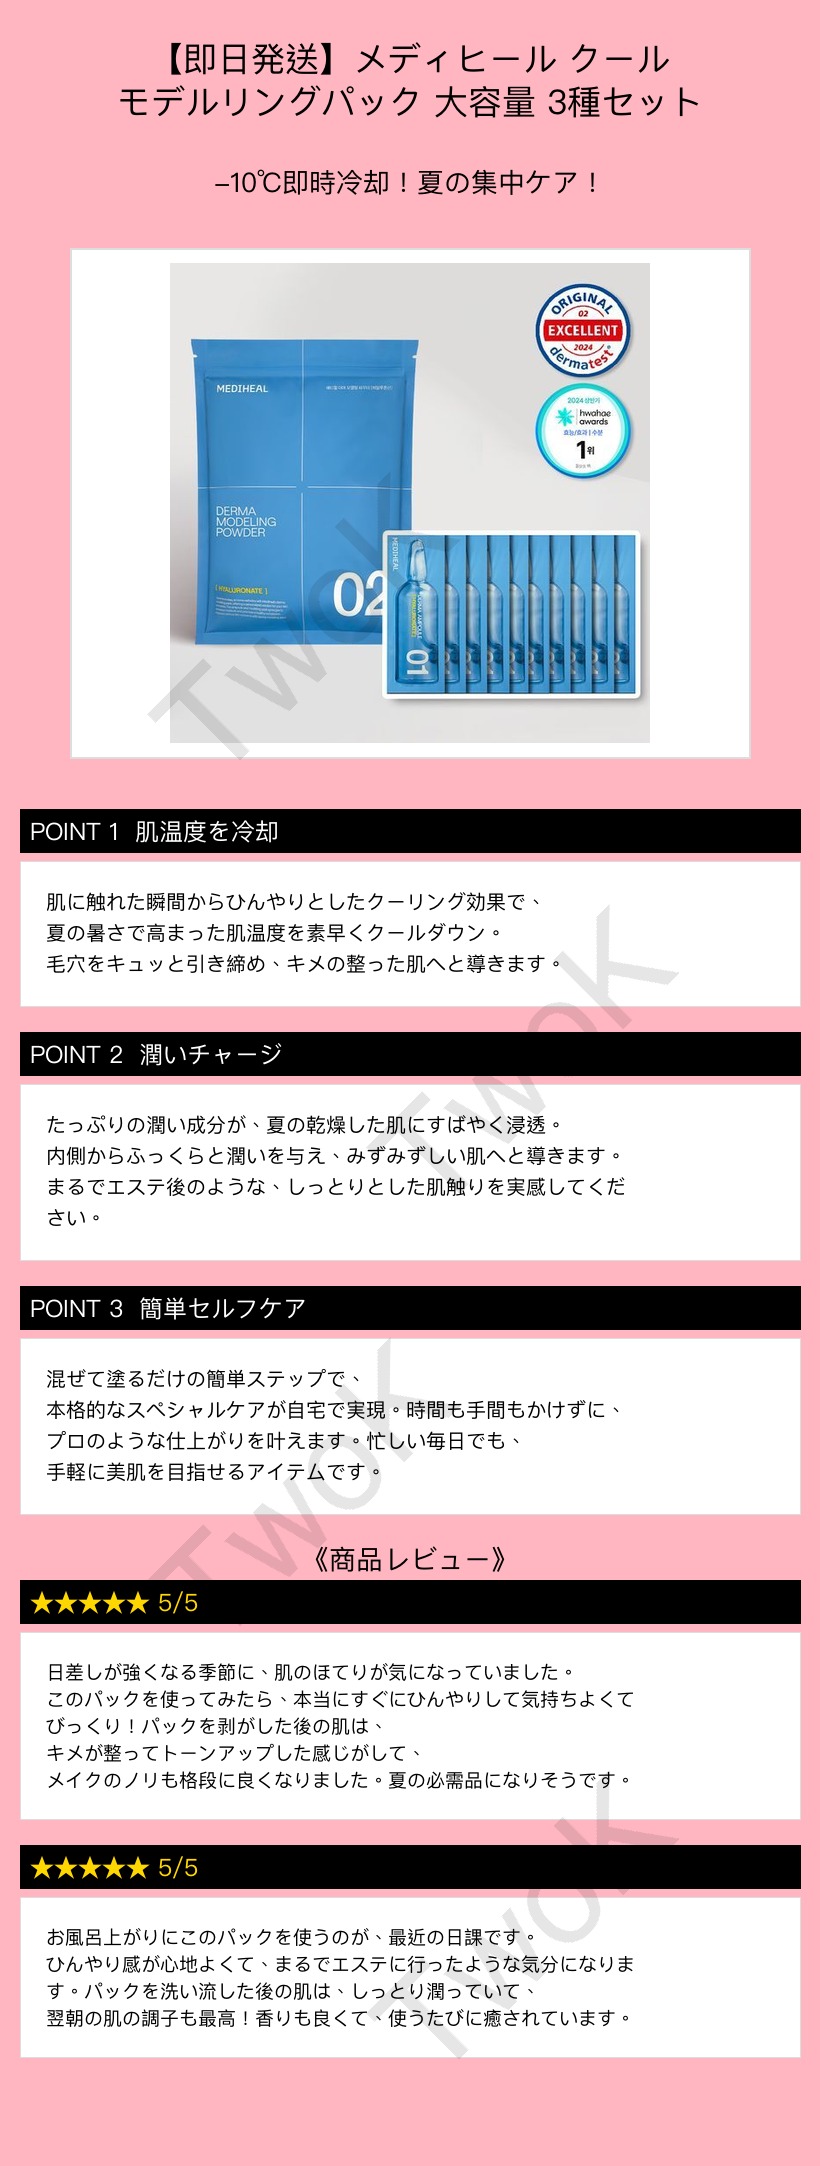 【即日発送】メディヒール クール
モデルリングパック 大容量 3種セット
–10℃即時冷却！夏の集中ケア！
ORIGINAL
02
EXCELLENT
2024
dermatest®
2024 상반기
hwahae
awards
효능/효과 | 수분
1위
MEDIHEAL
DERMA
MODELING
POWDER
[ HYALURONATE ]
02
MEDIHEAL
DERMA AMPOULE
01
POINT 1 肌温度を冷却
肌に触れた瞬間からひんやりとしたクーリング効果で、
夏の暑さで高まった肌温度を素早くクールダウン。
毛穴をキュッと引き締め、キメの整った肌へと導きます。
POINT 2 潤いチャージ
たっぷりの潤い成分が、夏の乾燥した肌にすばやく浸透。
内側からふっくらと潤いを与え、みずみずしい肌へと導きます。
まるでエステ後のような、しっとりとした肌触りを実感してくだ
さい。
POINT 3 簡単セルフケア
混ぜて塗るだけの簡単ステップで、
本格的なスペシャルケアが自宅で実現。時間も手間もかけずに、
プロのような仕上がりを叶えます。忙しい毎日でも、
手軽に美肌を目指せるアイテムです。
《商品レビュー》
★★★★★ 5/5
日差しが強くなる季節に、肌のほてりが気になっていました。
このパックを使ってみたら、本当にすぐにひんやりして気持ちよくて
びっくり！パックを剥がした後の肌は、
キメが整ってトーンアップした感じがして、
メイクのノリも格段に良くなりました。夏の必需品になりそうです。
★★★★★ 5/5
お風呂上がりにこのパックを使うのが、最近の日課です。
ひんやり感が心地よくて、まるでエステに行ったような気分になりま
す。パックを洗い流した後の肌は、しっとり潤っていて、
翌朝の肌の調子も最高！香りも良くて、使うたびに癒されています。
TwoK
TwoK
TwoK
TwoK